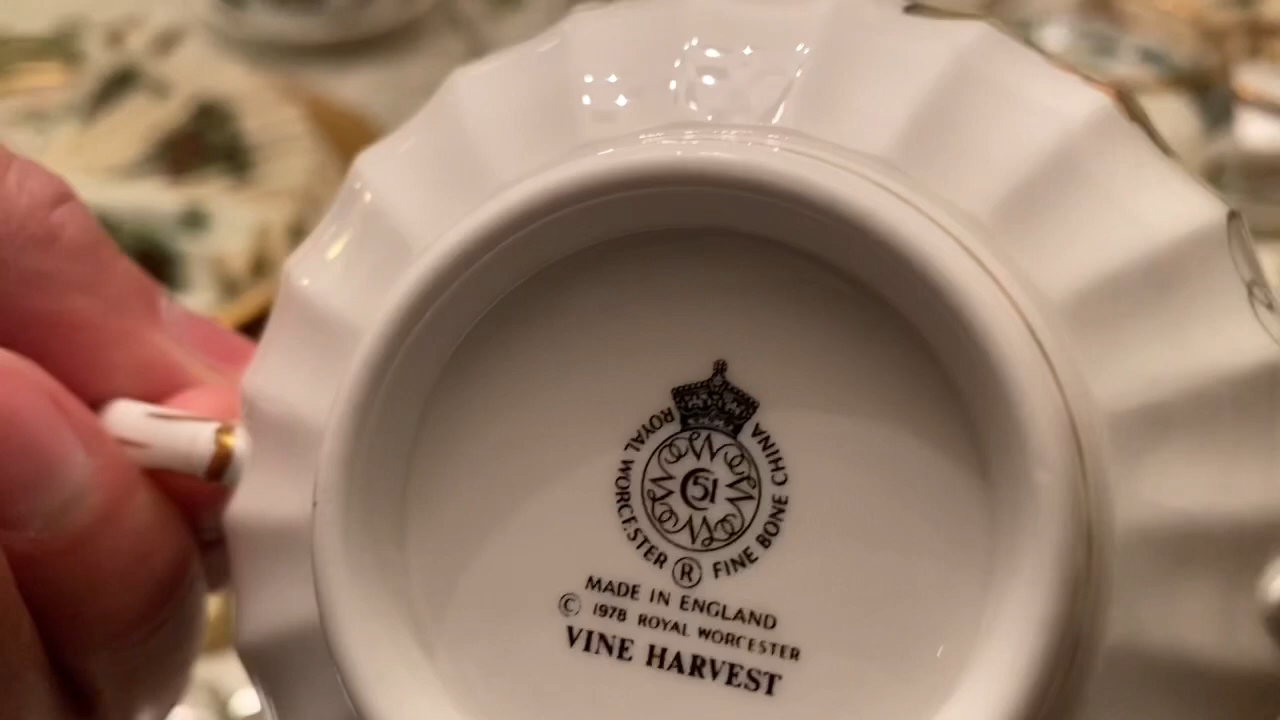 ROYAL WORCESTER FINE BONE CHINA
51
®
MADE IN ENGLAND
© 1978 ROYAL WORCESTER
VINE HARVEST